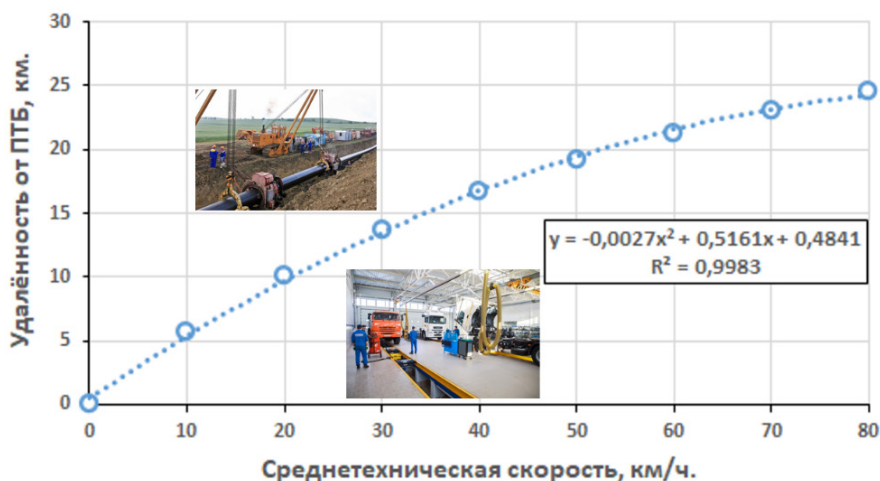 Удалённость от ПТБ, км.
30
25
20
15
10
5
0
y = -0,0027x² + 0,5161x + 0,4841
R² = 0,9983
0 10 20 30 40 50 60 70 80
Среднетехническая скорость, км/ч.